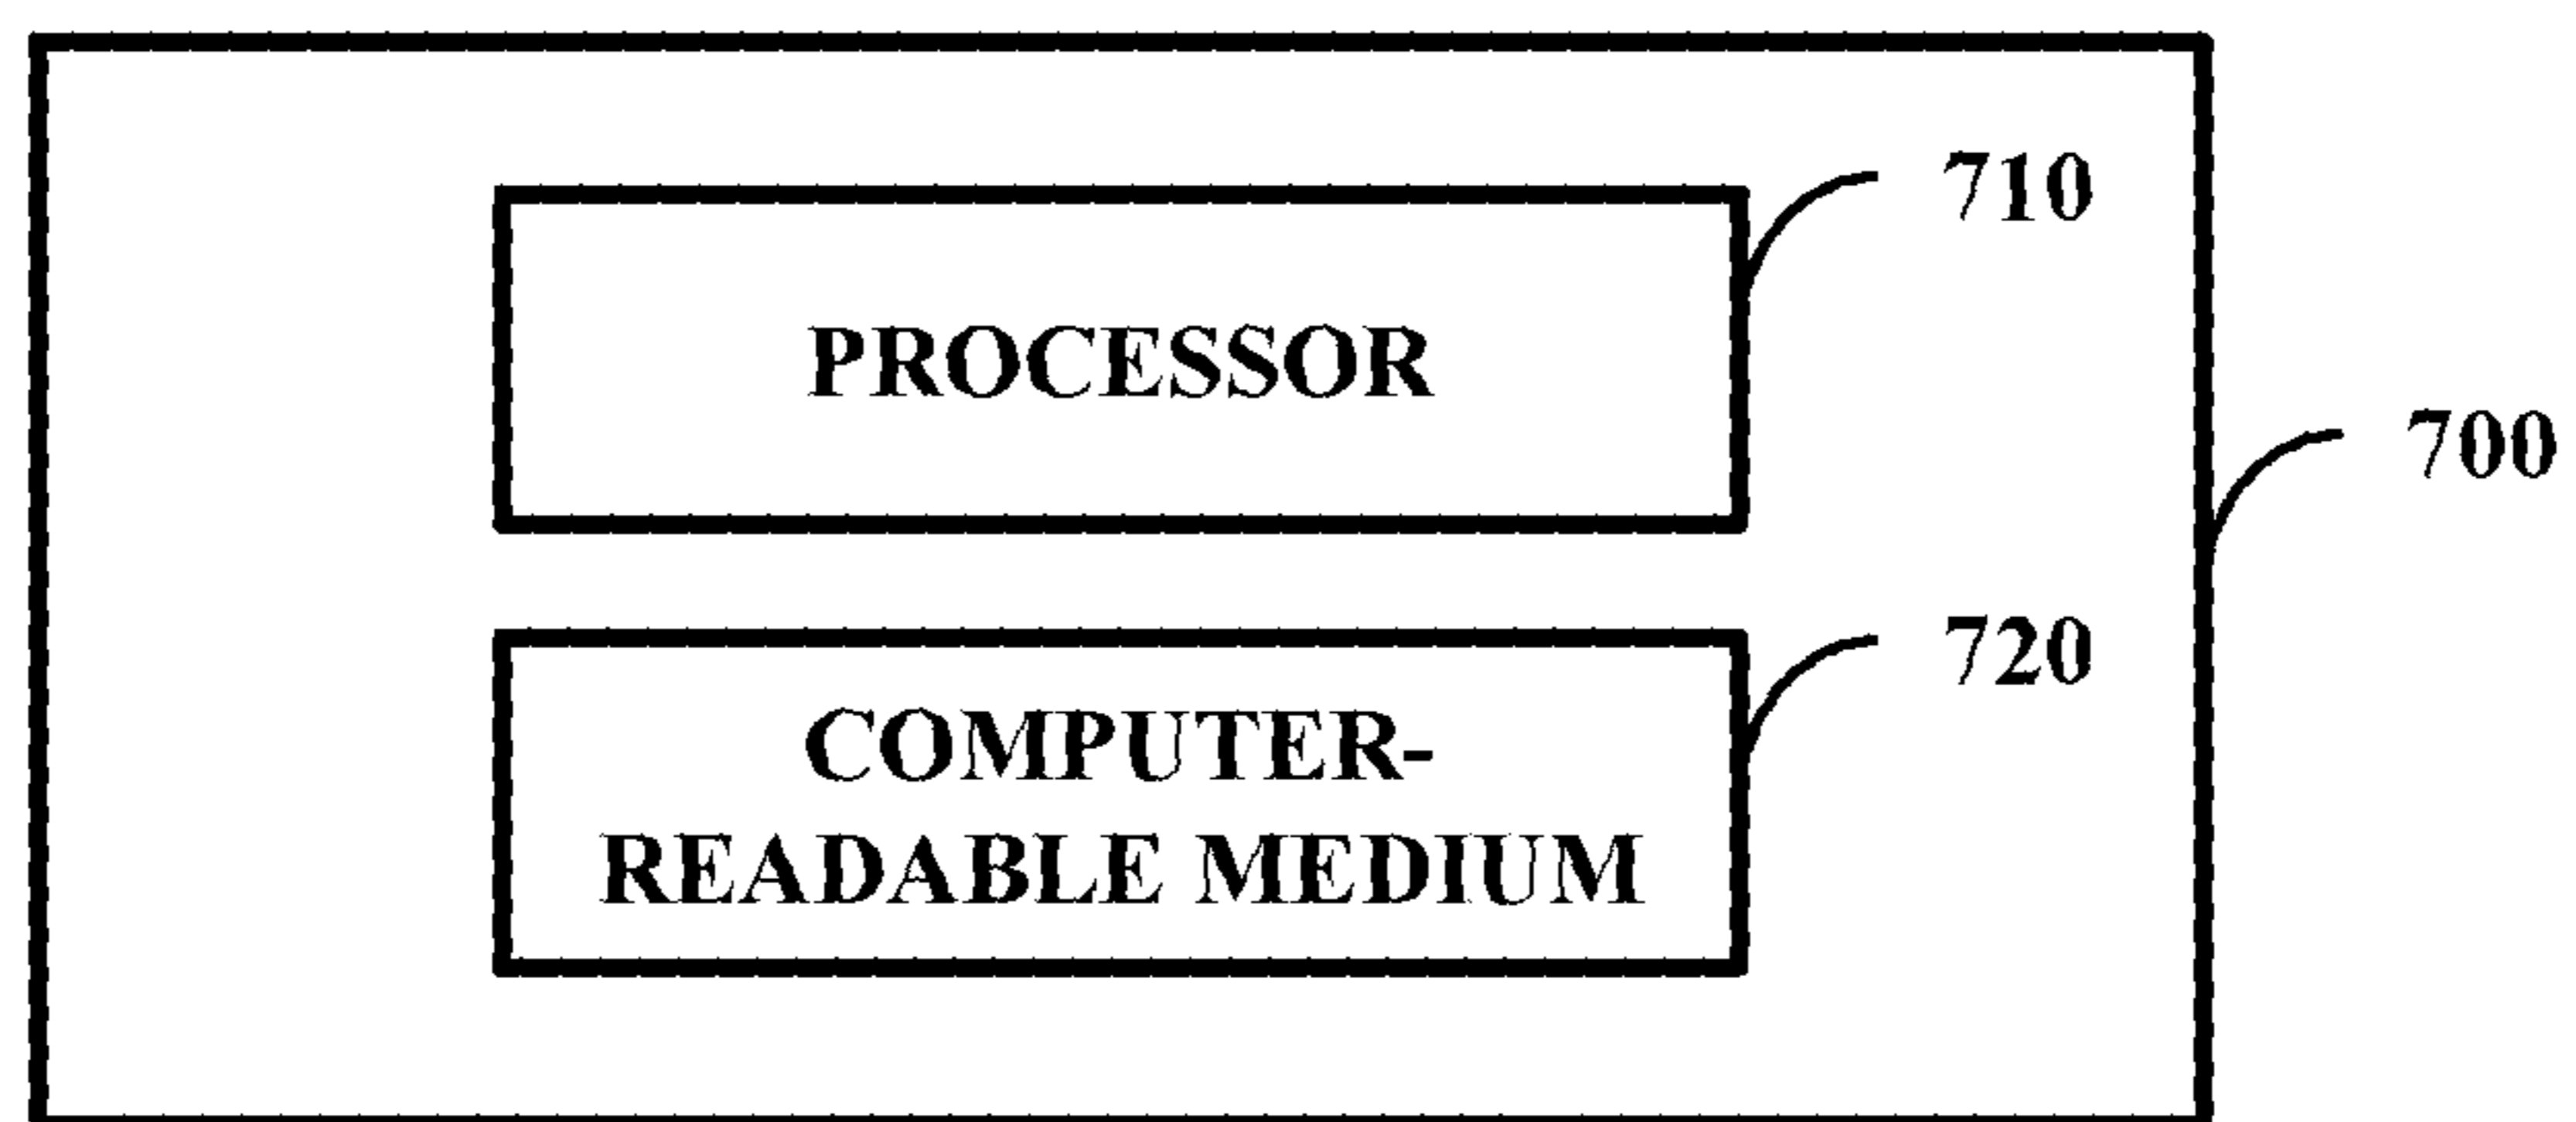 710
PROCESSOR
700
720
COMPUTER-
READABLE MEDIUM